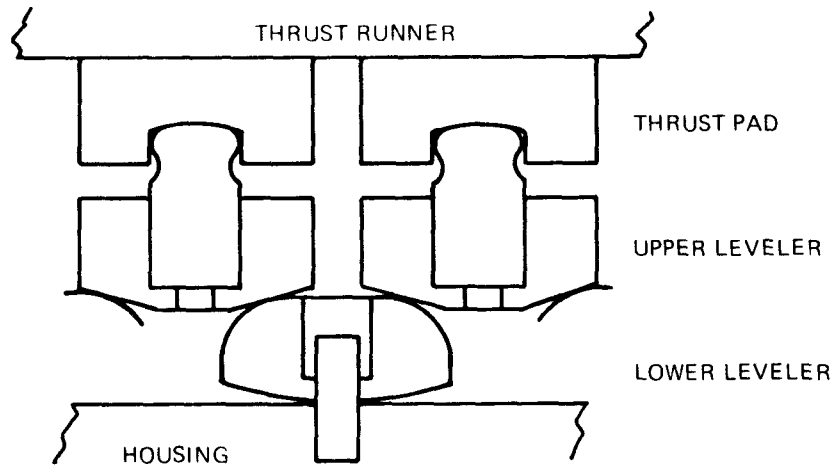 THRUST RUNNER
THRUST PAD
UPPER LEVELER
LOWER LEVELER
HOUSING